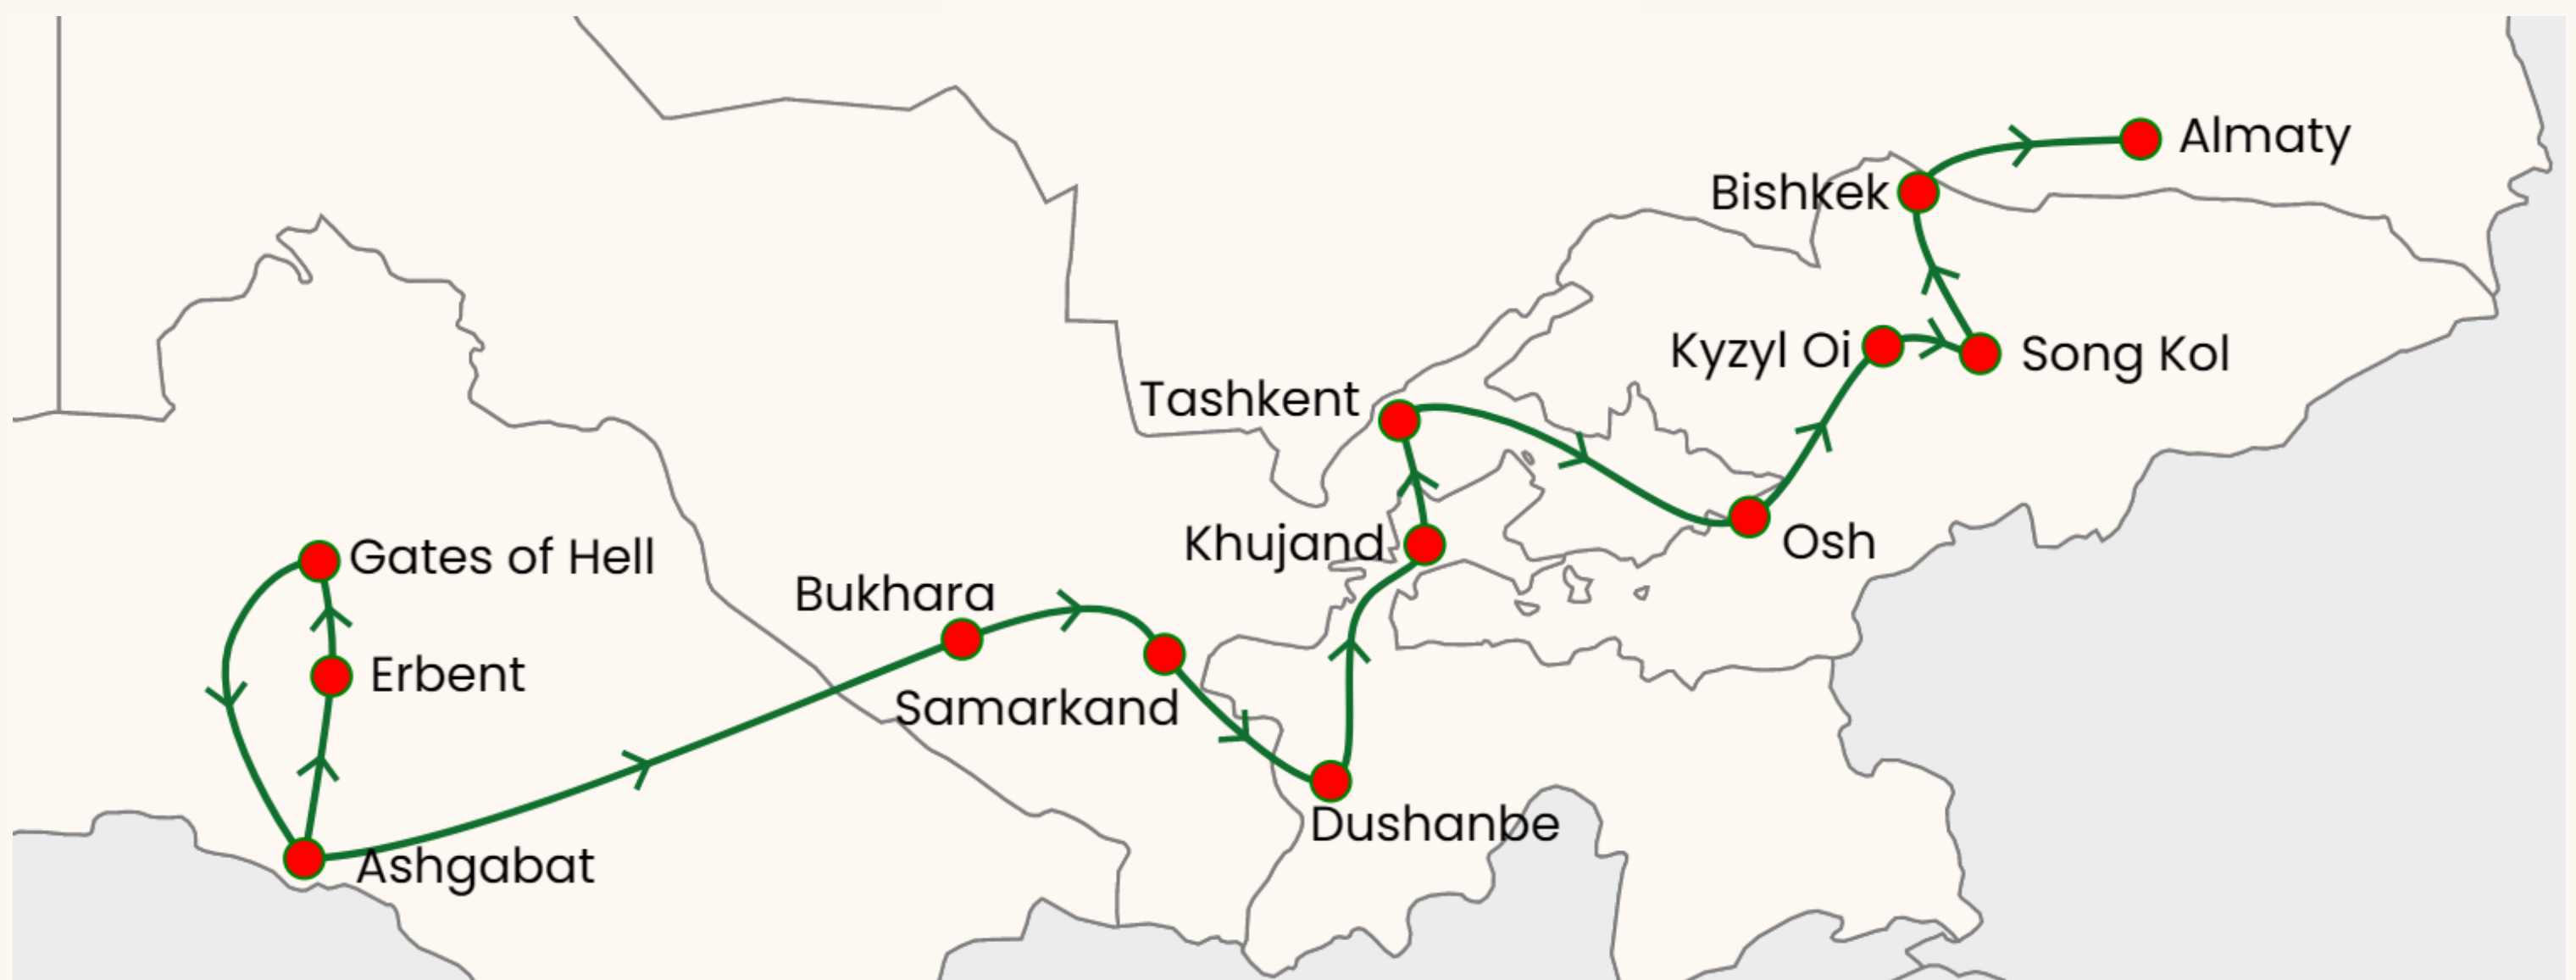 Almaty
Bishkek
Kyzyl Oi
Song Kol
Tashkent
Osh
Khujand
Gates of Hell
Bukhara
Erbent
Samarkand
Dushanbe
Ashgabat